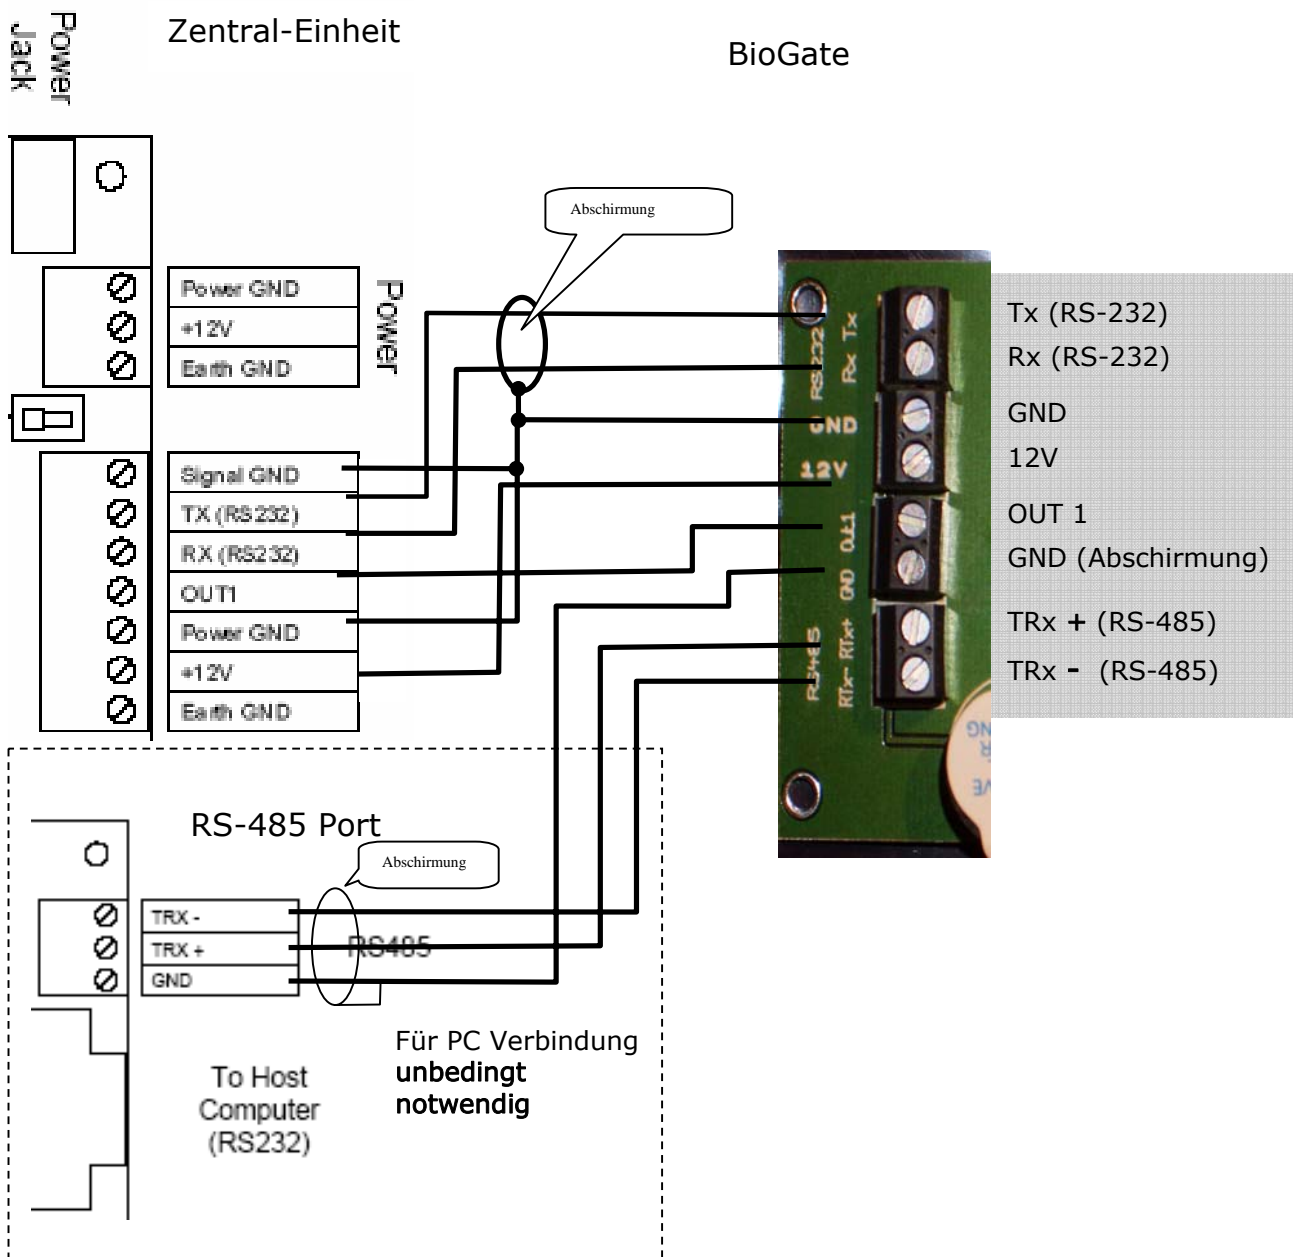 Power
Jack
Zentral-Einheit
BioGate
Abschirmung
Power GND
+12V
Earth GND
Power
Signal GND
TX (RS232)
RX (RS232)
OUT1
Power GND
+12V
Earth GND
RS232
Rx Tx
GND
12V
Out1
GND
RS485
RTx- RTx+
Tx (RS-232)
Rx (RS-232)
GND
12V
OUT 1
GND (Abschirmung)
TRx + (RS-485)
TRx - (RS-485)
RS-485 Port
Abschirmung
TRX -
TRX +
GND
RS485
Für PC Verbindung
unbedingt
notwendig
To Host
Computer
(RS232)